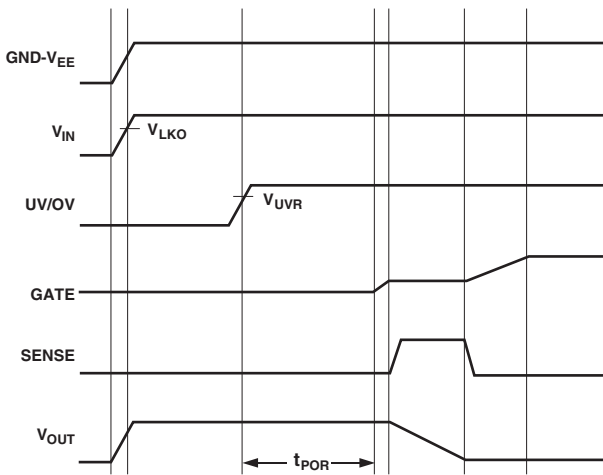 GND-VEE
VIN
VLKO
UV/OV
VUVR
GATE
SENSE
VOUT
tPOR